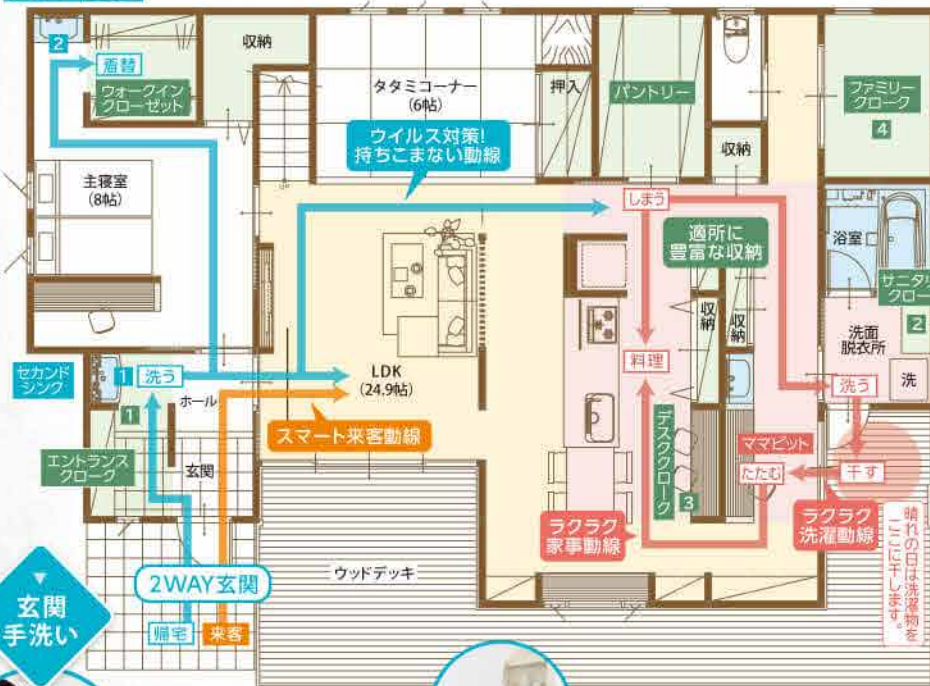 2
着替
ウォークイン
クローゼット
収納
タタミコーナー
(6帖)
押入
パントリー
収納
ファミリー
クローク
4
ウイルス対策!
持ちこまない動線
主寝室
(8帖)
しまう
適所に
豊富な収納
浴室
サニタリ
クロー
2
収納
収納
洗面
脱衣所
洗
セカンド
シンク
1
洗う
1
ホール
LDK
(24.9帖)
料理
洗う
スマート来客動線
エントランス
クローク
玄関
デスククローク
3
ママピット
たたむ
干す
ラクラク
家事動線
ラクラク
洗濯動線
晴れの日は洗濯物を
ここに干します。
ウッドデッキ
2WAY玄関
帰宅
来客
玄関
手洗い